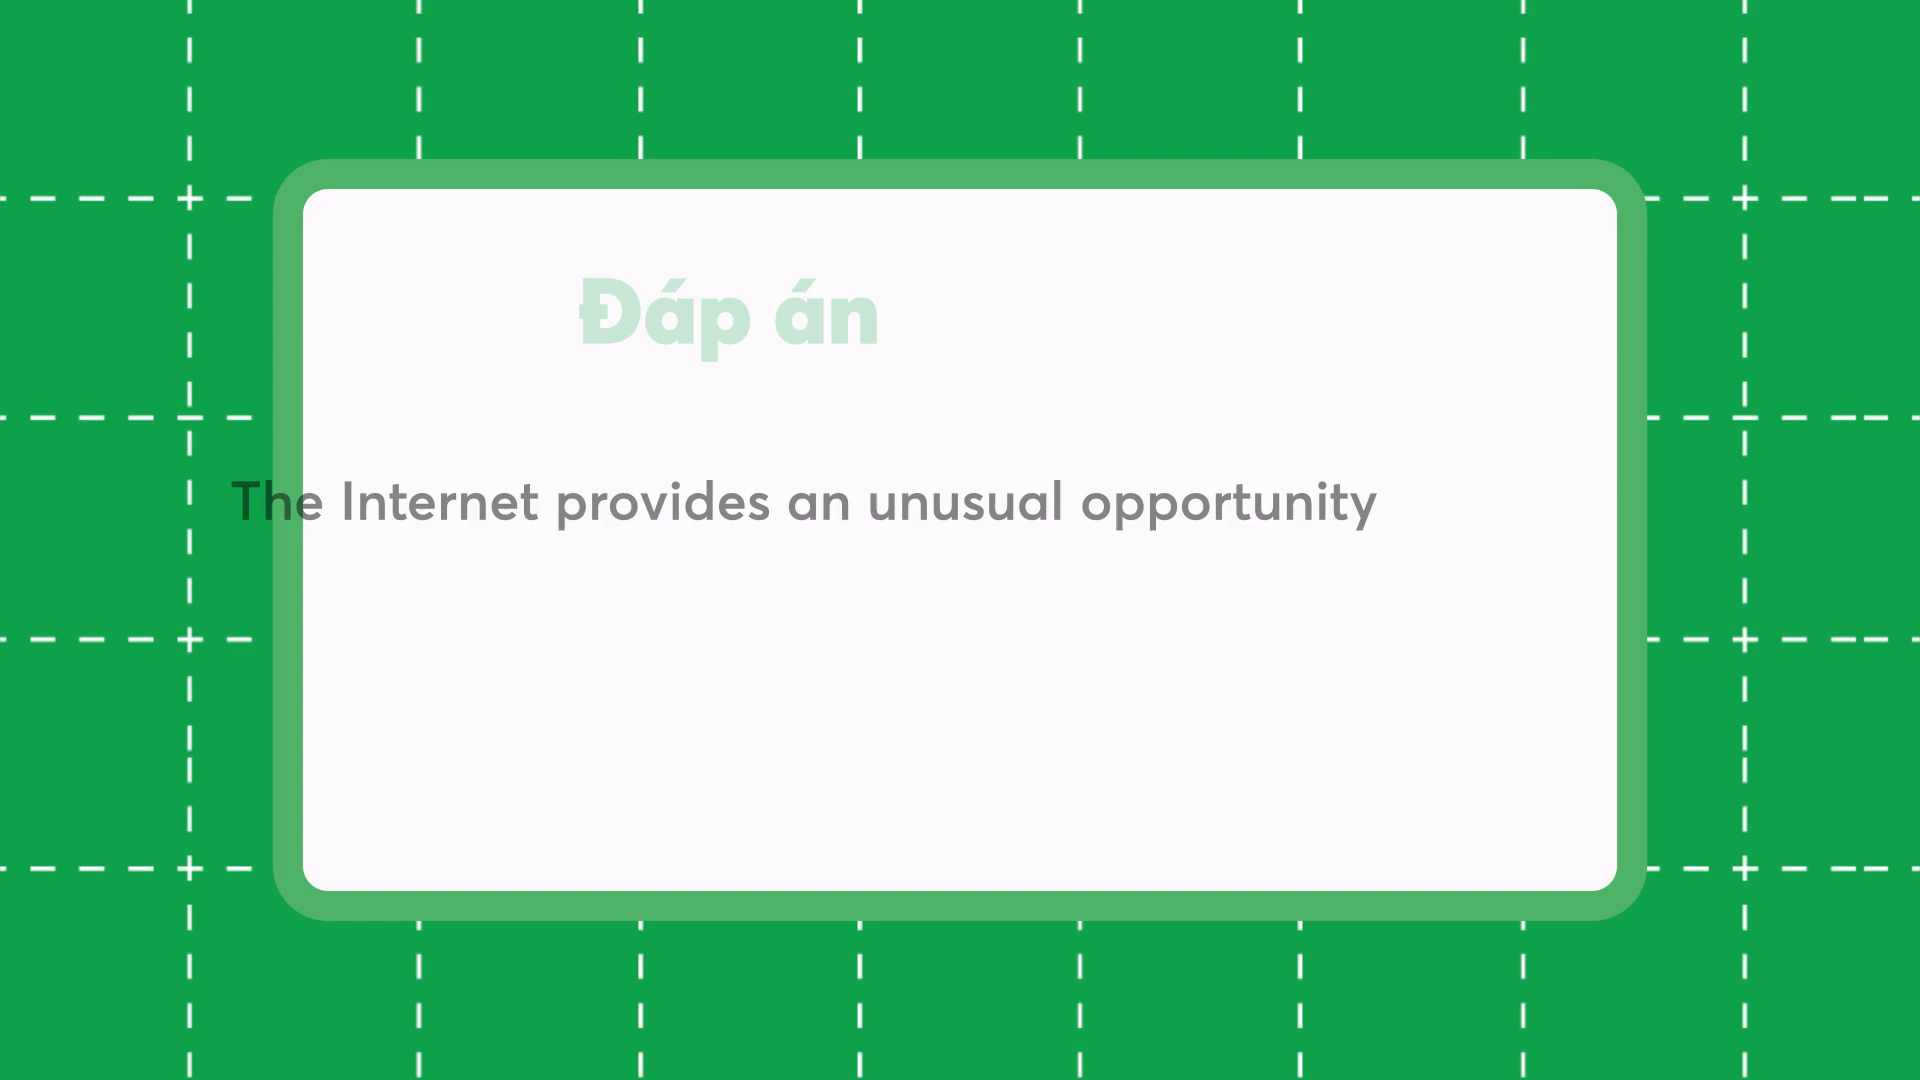 Đáp án
The Internet provides an unusual opportunity